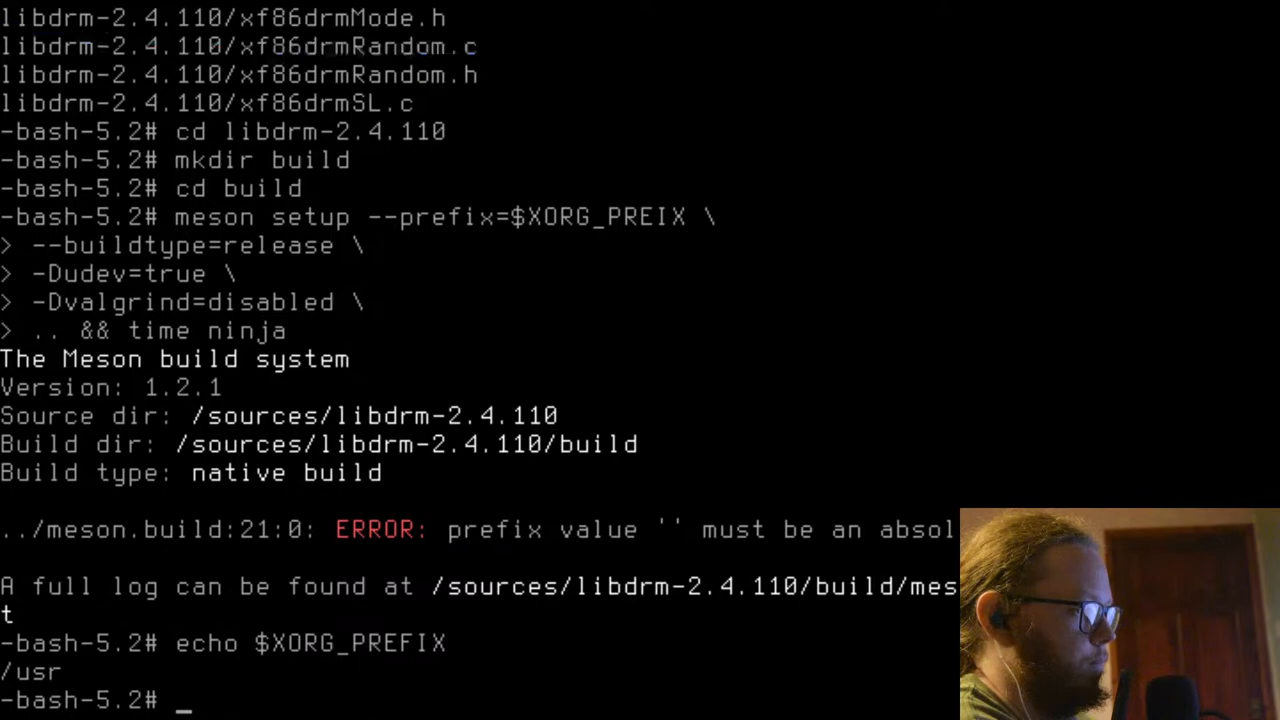 libdrm-2.4.110/xf86drmMode.h
libdrm-2.4.110/xf86drmRandom.c
libdrm-2.4.110/xf86drmRandom.h
libdrm-2.4.110/xf86drmSL.c
-bash-5.2# cd libdrm-2.4.110
-bash-5.2# mkdir build
-bash-5.2# cd build
-bash-5.2# meson setup --prefix=$XORG_PREIX \
> --buildtype=release \
> -Dudev=true \
> -Dvalgrind=disabled \
> .. && time ninja
The Meson build system
Version: 1.2.1
Source dir: /sources/libdrm-2.4.110
Build dir: /sources/libdrm-2.4.110/build
Build type: native build
../meson.build:21:0: ERROR: prefix value '' must be an absol
A full log can be found at /sources/libdrm-2.4.110/build/mes
t
-bash-5.2# echo $XORG_PREFIX
/usr
-bash-5.2# _